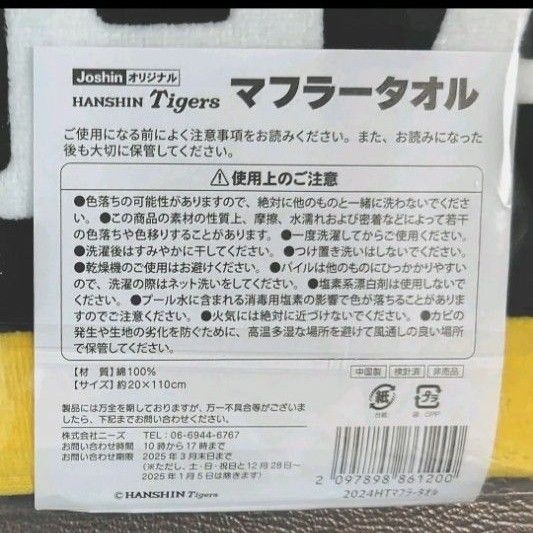 Joshin オリジナル
HANSHIN Tigers マフラータオル
ご使用になる前によく注意事項をお読みください。また、お読みになった
後も大切に保管してください。
⚠使用上のご注意
●色落ちの可能性がありますので、絶対に他のものと一緒に洗わないでくださ
い。 ●この商品の素材の性質上、摩擦、水濡れおよび密着などによって若干
の色落ちや色移りすることがあります。 ●一度洗濯してからご使用ください。
●洗濯後はすみやかに干してください。 ●つけ置き洗いはしないでください。
●乾燥機のご使用はお避けください。 ●パイルは他のものにひっかかりやすい
ので、洗濯の際はネット洗いをしてください。 ●塩素系漂白剤は使用しないで
ください。 ●プール水に含まれる消毒用塩素の影響で色が落ちることがありま
すのでご注意ください。 ●火気には絶対に近づけないでください。 ●カビの
発生や生地の劣化を防ぐために、高温多湿な場所を避けて風通しの良い場所
で保管してください。
【材 質】綿100%
【サイズ】約20×110cm
中国製 検針済 非売品
紙 プラ
台紙 袋:OPP
製品には万全を期しておりますが、万一不具合等がございま
したら、下記までお問い合わせください。
株式会社ニーズ TEL:06-6944-6767
お問い合わせ時間 10時から17時まで
お問い合わせ期限 2025年3月末日まで
(※ただし、土・日・祝日と12月28日〜
2025年1月5日は除きます)
©HANSHIN Tigers
2 097898 861200
2024HTマフラータオル